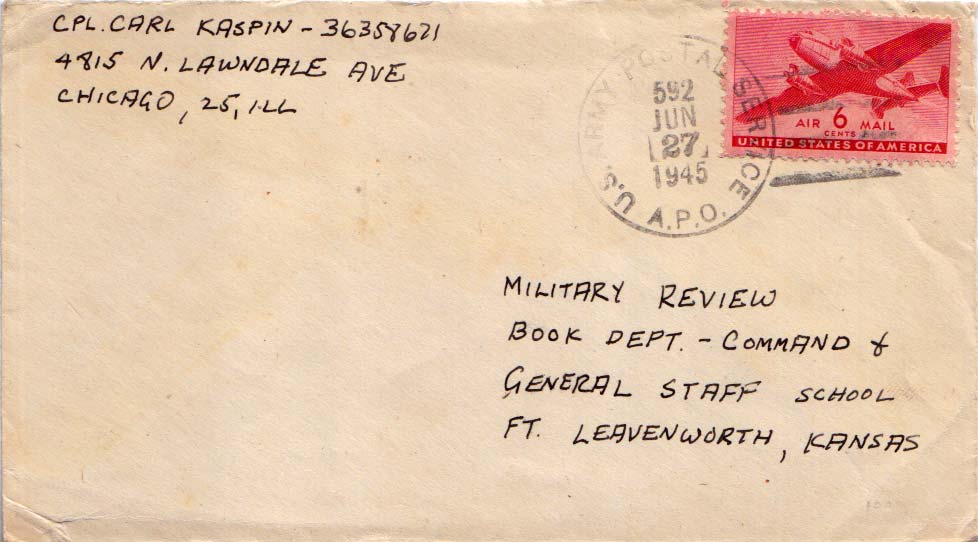 CPL. CARL KASPIN - 36358621
4815 N. LAWNDALE AVE
CHICAGO, 25, ILL
U.S. ARMY POSTAL SERVICE
592
JUN
27
1945
A.P.O.
AIR 6 MAIL
CENTS
UNITED STATES OF AMERICA
MILITARY REVIEW
BOOK DEPT. - COMMAND &
GENERAL STAFF SCHOOL
FT. LEAVENWORTH, KANSAS